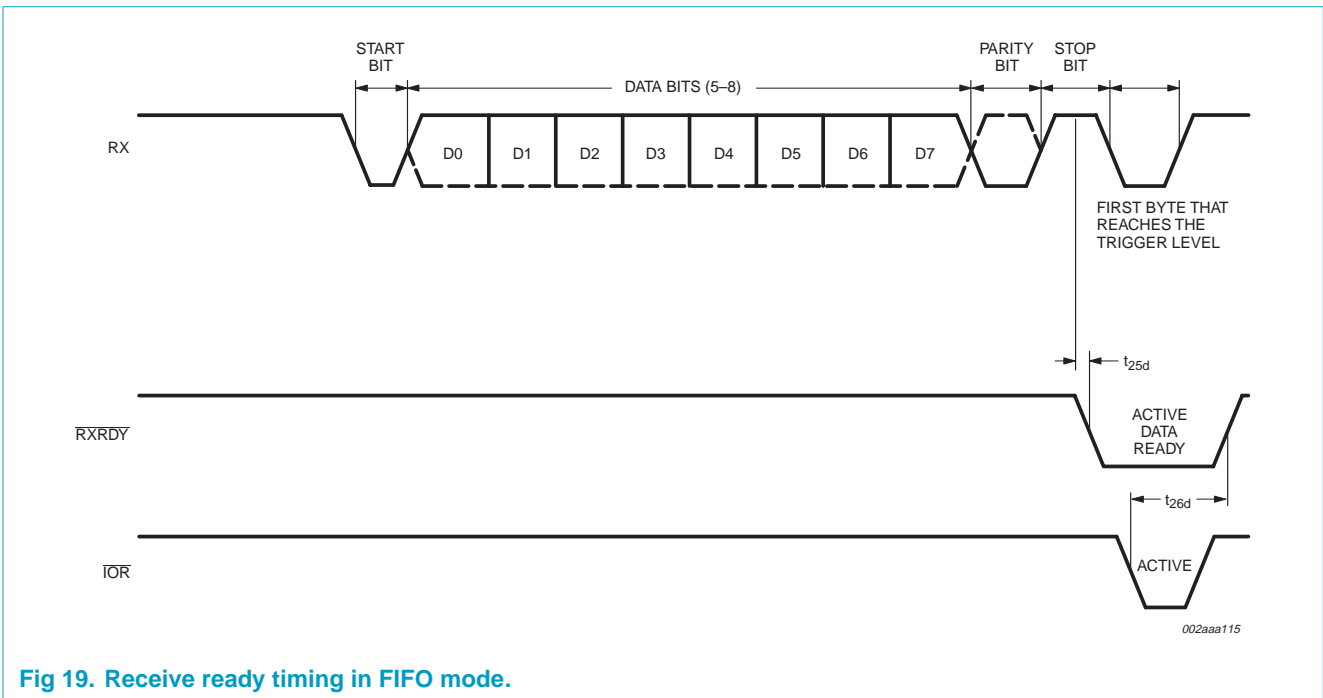 START
BIT
DATA BITS (5–8)
PARITY
BIT
STOP
BIT
RX
D0
D1
D2
D3
D4
D5
D6
D7
FIRST BYTE THAT
REACHES THE
TRIGGER LEVEL
t25d
RXRDY
ACTIVE
DATA
READY
t26d
IOR
ACTIVE
002aaa115
Fig 19. Receive ready timing in FIFO mode.